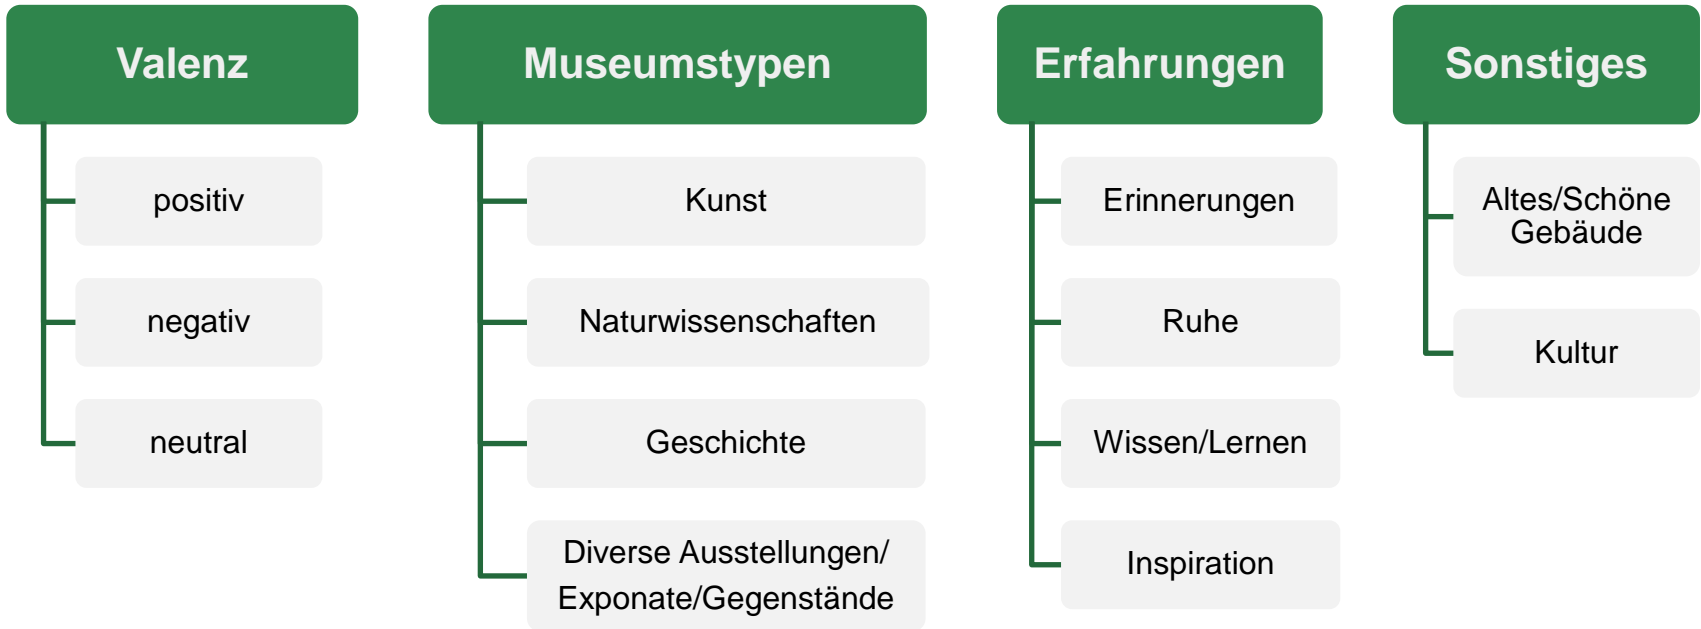 Valenz
positiv
negativ
neutral
Museumstypen
Kunst
Naturwissenschaften
Geschichte
Diverse Ausstellungen/
Exponate/Gegenstände
Erfahrungen
Erinnerungen
Ruhe
Wissen/Lernen
Inspiration
Sonstiges
Altes/Schöne
Gebäude
Kultur